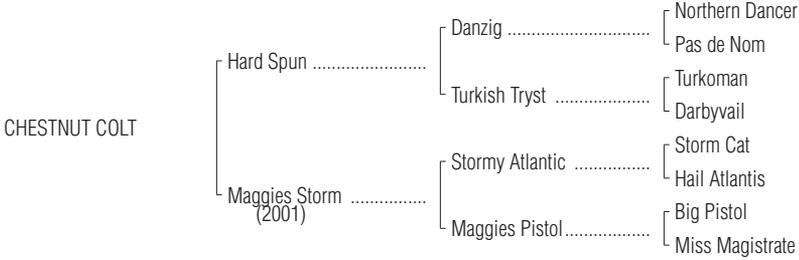 Northern Dancer
Danzig ..............................
Pas de Nom
Hard Spun ........................
Turkoman
Turkish Tryst ....................
Darbyvail
CHESTNUT COLT
Storm Cat
Stormy Atlantic ................
Hail Atlantis
Maggies Storm ................
(2001)
Big Pistol
Maggies Pistol..................
Miss Magistrate